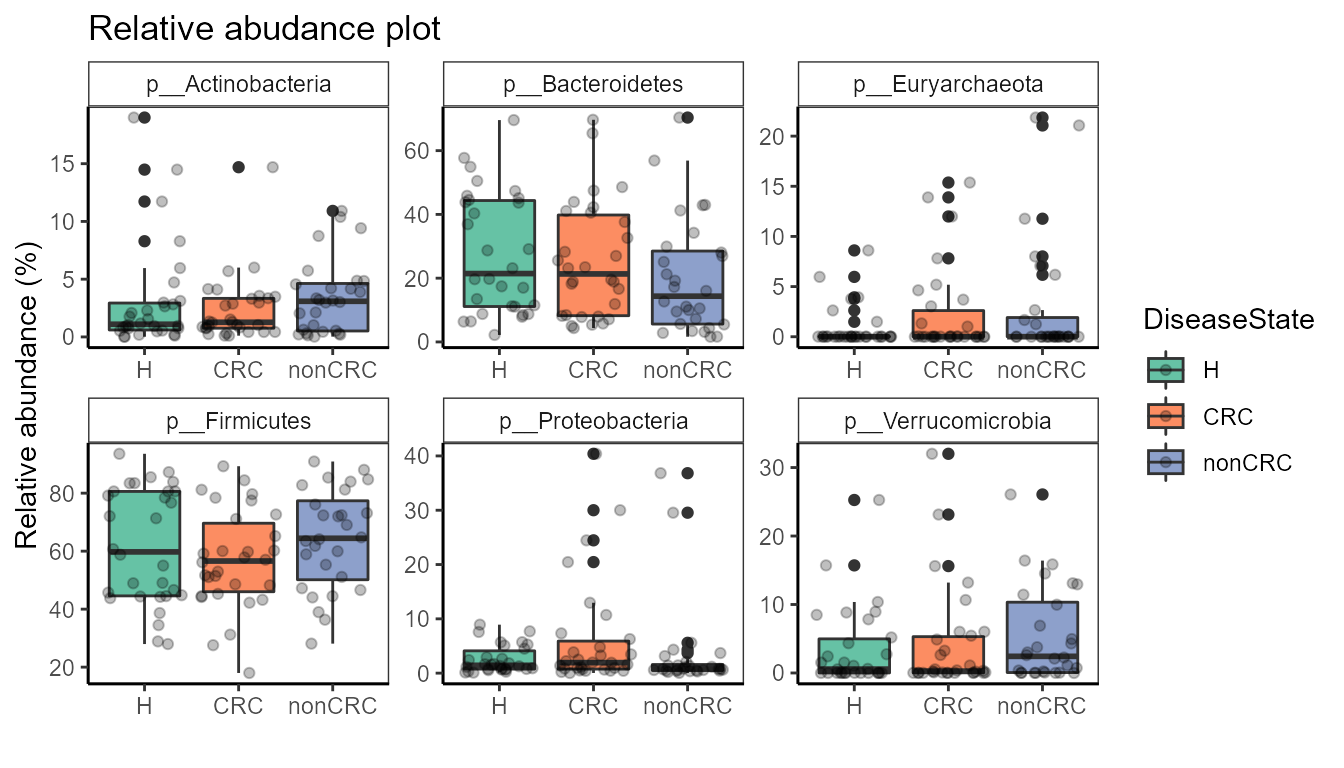 Relative abudance plot
p__Actinobacteria
p__Bacteroidetes
p__Euryarchaeota
15
10
5
0
60
40
20
0
20
15
10
5
0
H CRC nonCRC
H CRC nonCRC
H CRC nonCRC
Relative abundance (%)
p__Firmicutes
p__Proteobacteria
p__Verrucomicrobia
80
60
40
20
40
30
20
10
0
30
20
10
0
H CRC nonCRC
H CRC nonCRC
H CRC nonCRC
DiseaseState
H
CRC
nonCRC